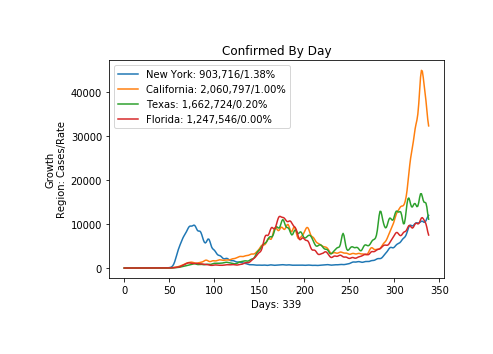 Confirmed By Day
New York: 903,716/1.38%
California: 2,060,797/1.00%
Texas: 1,662,724/0.20%
Florida: 1,247,546/0.00%
Growth
Region: Cases/Rate
40000
30000
20000
10000
0
0 50 100 150 200 250 300 350
Days: 339